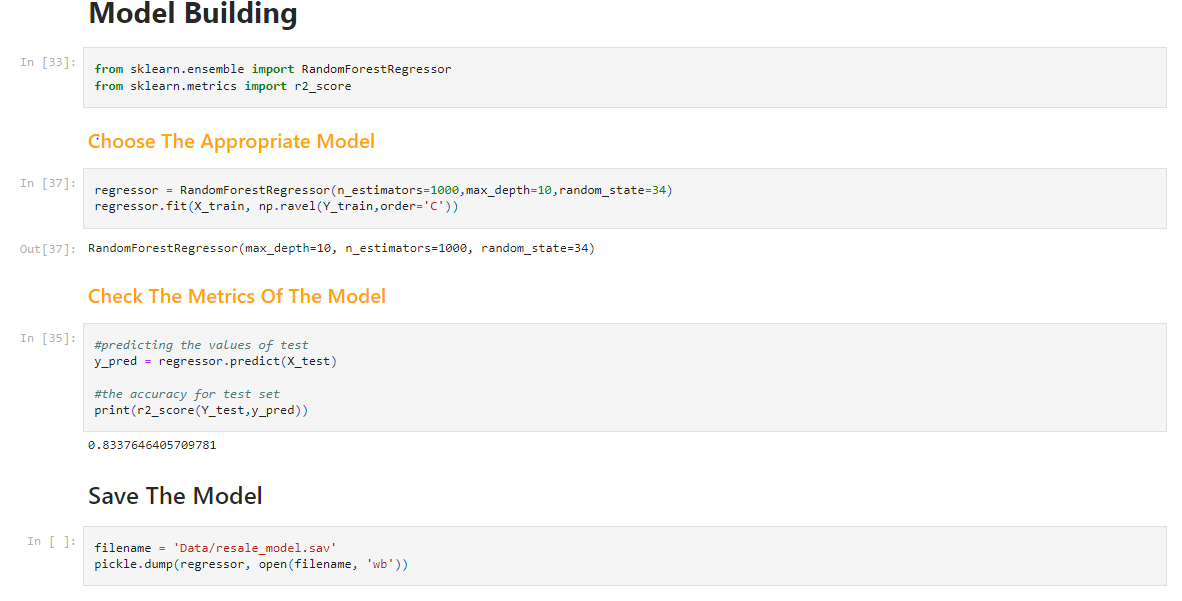 Model Building
In [33]:
from sklearn.ensemble import RandomForestRegressor
from sklearn.metrics import r2_score
Choose The Appropriate Model
In [37]:
regressor = RandomForestRegressor(n_estimators=1000,max_depth=10,random_state=34)
regressor.fit(X_train, np.ravel(Y_train,order='C'))
Out[37]:
RandomForestRegressor(max_depth=10, n_estimators=1000, random_state=34)
Check The Metrics Of The Model
In [35]:
#predicting the values of test
y_pred = regressor.predict(X_test)
#the accuracy for test set
print(r2_score(Y_test,y_pred))
0.8337646405709781
Save The Model
In [ ]:
filename = 'Data/resale_model.sav'
pickle.dump(regressor, open(filename, 'wb'))